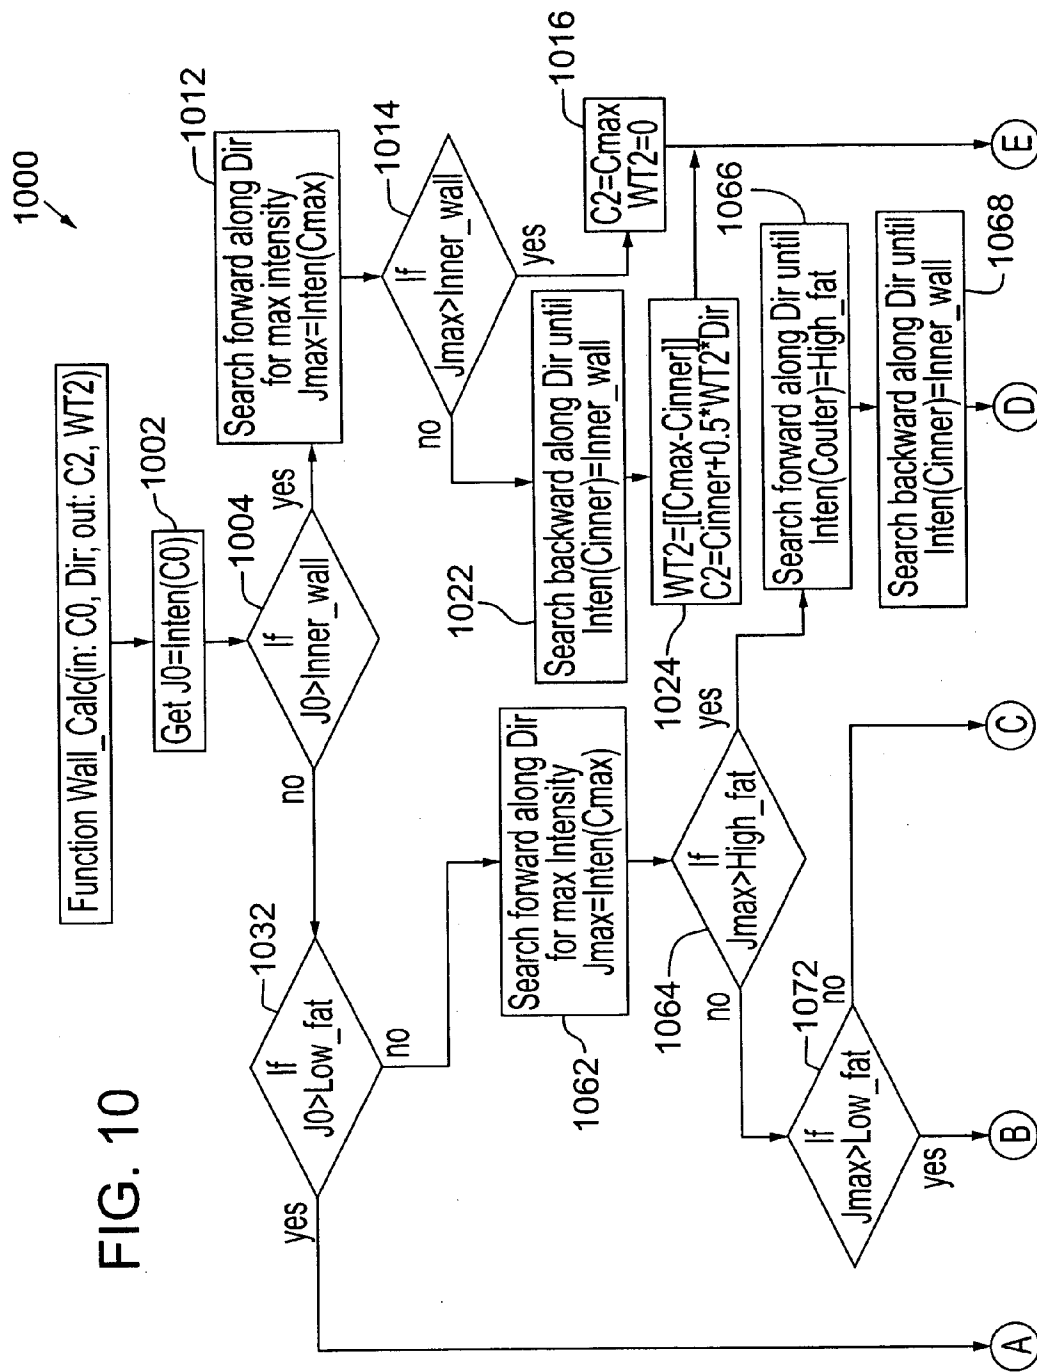 FIG. 10
1000
Function Wall_Calc(in: C0, Dir; out: C2, WT2)
1002
Get J0=Inten(C0)
1004
If
J0>Inner_wall
yes
no
1012
Search forward along Dir
for max intensity
Jmax=Inten(Cmax)
1014
If
Jmax>Inner_wall
yes
no
1016
C2=Cmax
WT2=0
1022
Search backward along Dir until
Inten(Cinner)=Inner_wall
1024
WT2=[[Cmax-Cinner]]
C2=Cinner+0.5*WT2*Dir
1032
If
J0>Low_fat
yes
no
1062
Search forward along Dir
for max Intensity
Jmax=Inten(Cmax)
1064
If
Jmax>High_fat
yes
no
1066
Search forward along Dir until
Inten(Couter)=High_fat
1068
Search backward along Dir until
Inten(Cinner)=Inner_wall
1072
If
Jmax>Low_fat
no
yes
A
B
C
D
E